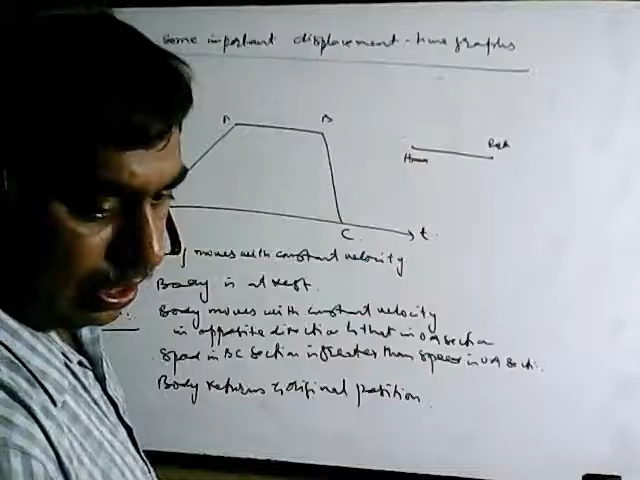 Some important displacement - time graphs
A B
Home
C
t
moves with constant velocity
Body is at rest.
Body moves with constant velocity
in opposite direction to that in OA section
Speed in BC section is greater than speed in OA secti.
Body returns to original position.